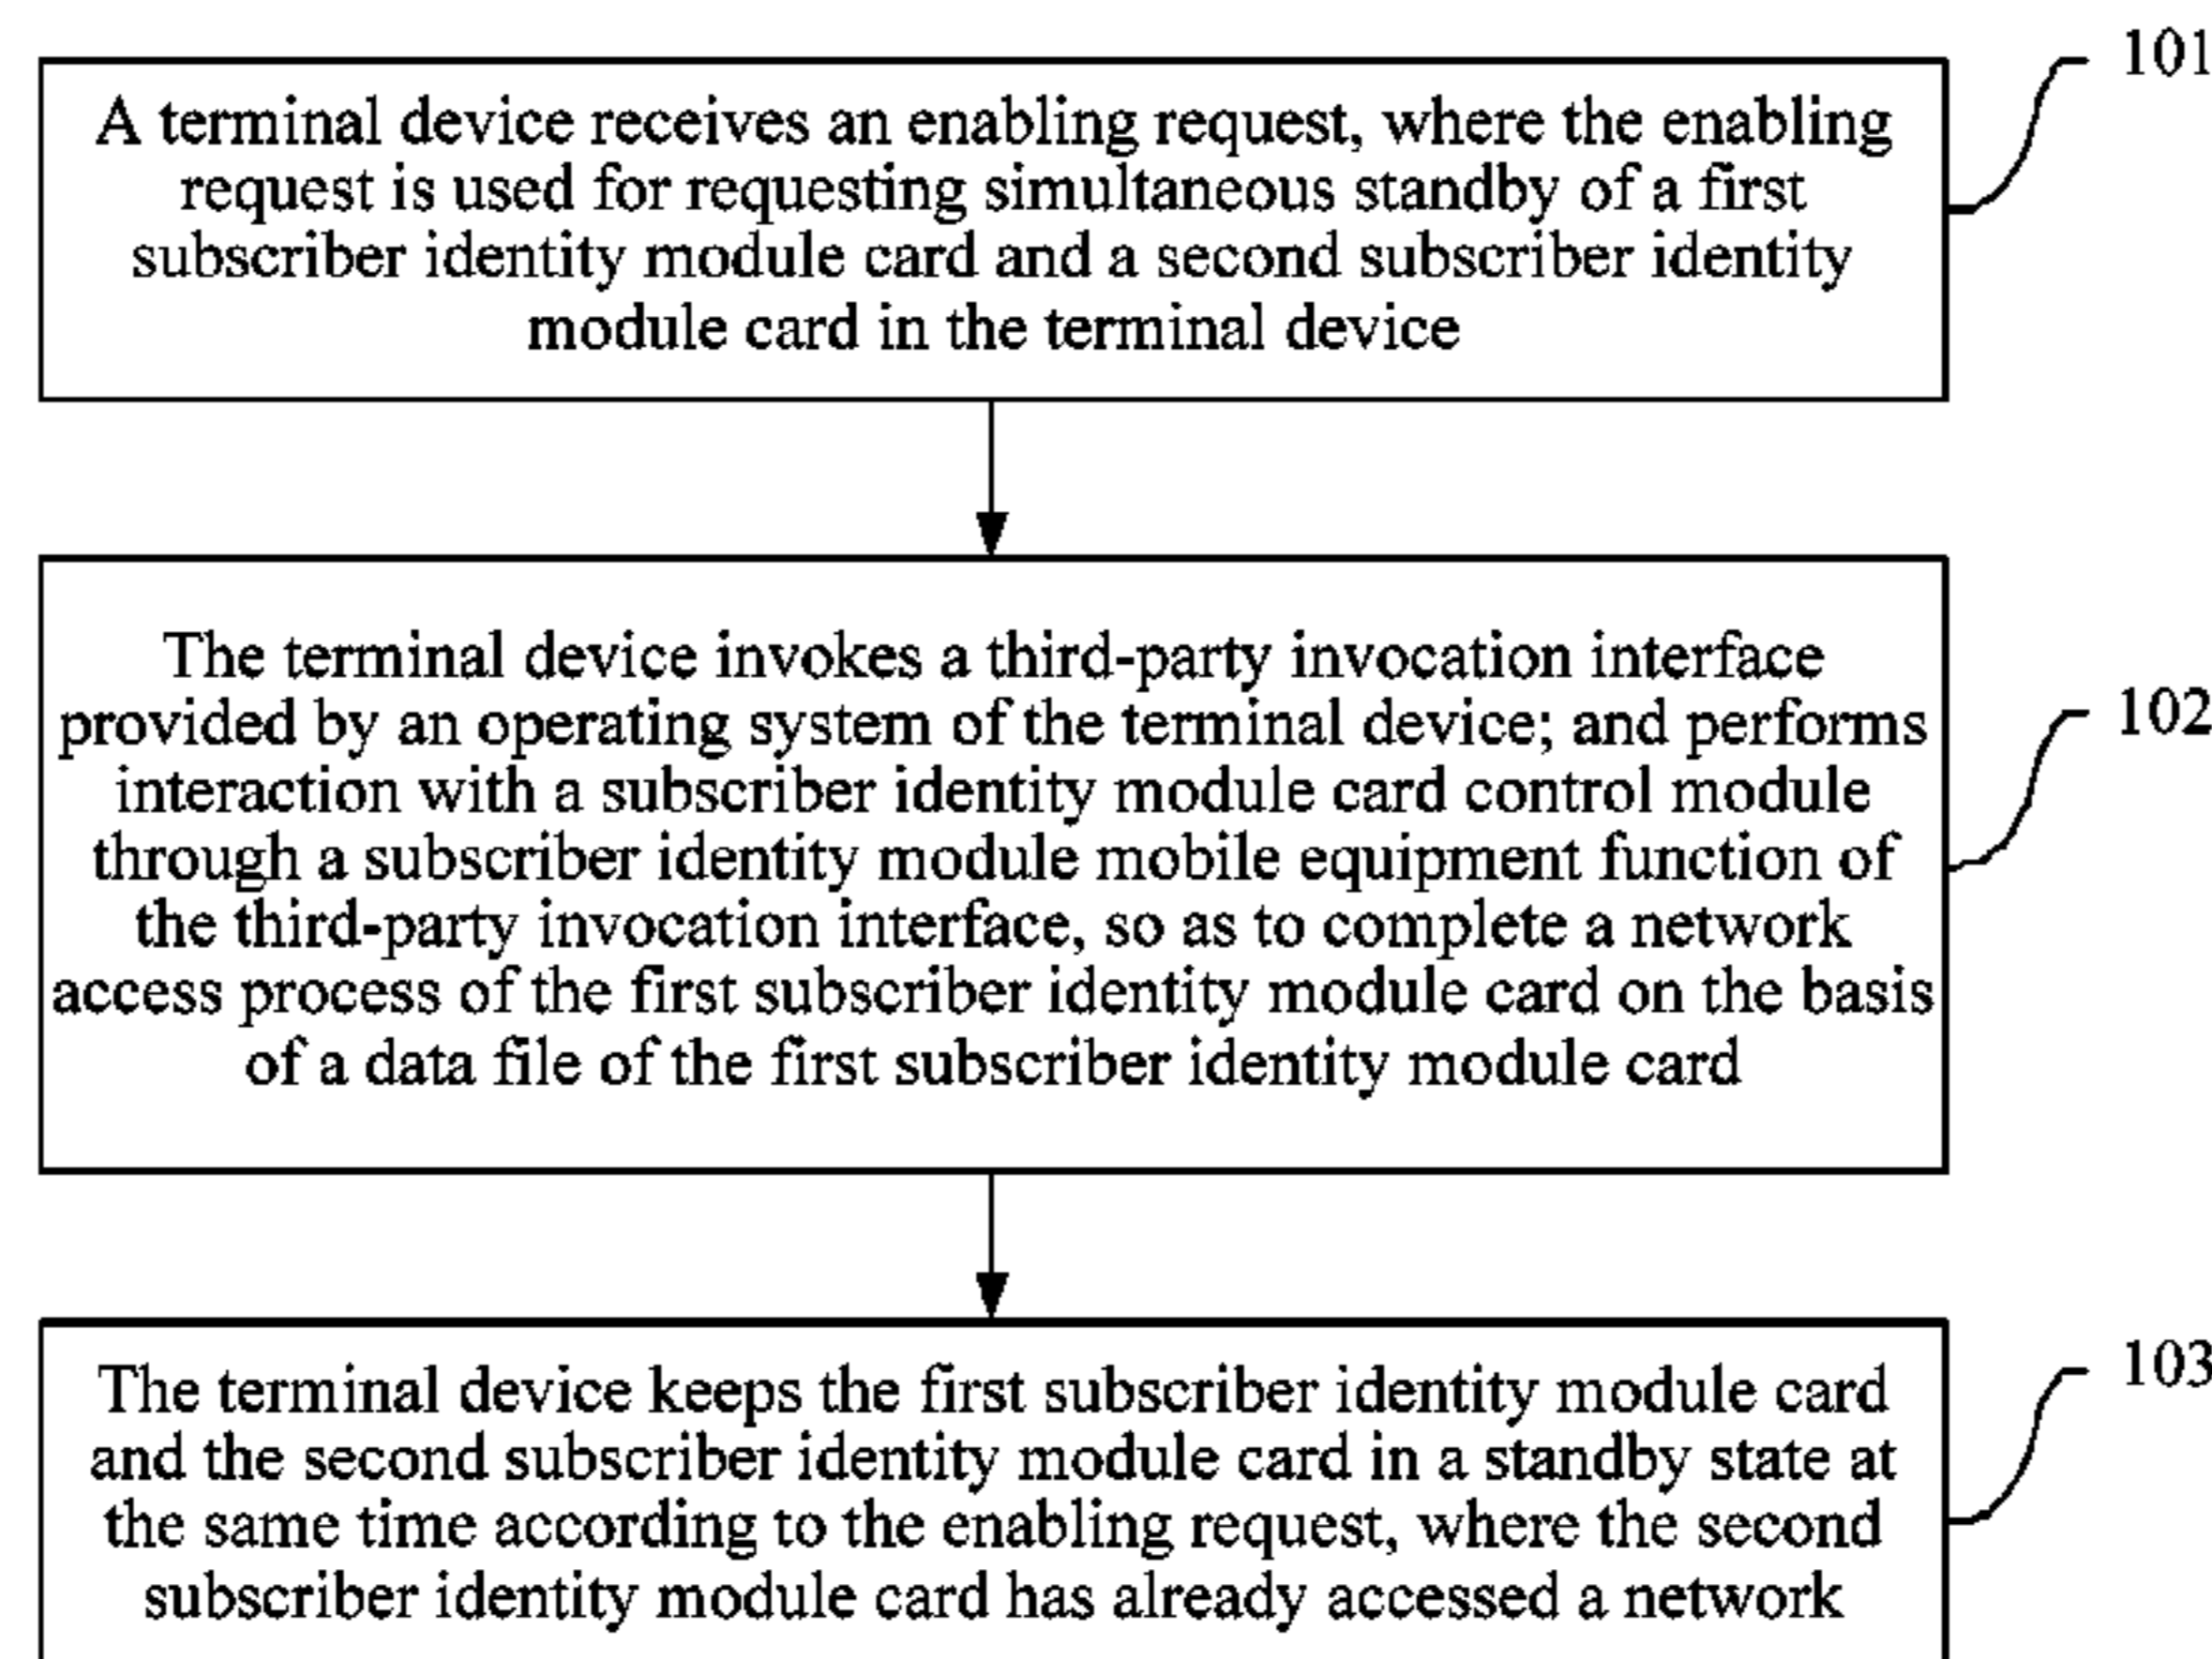 101
A terminal device receives an enabling request, where the enabling
request is used for requesting simultaneous standby of a first
subscriber identity module card and a second subscriber identity
module card in the terminal device
The terminal device invokes a third-party invocation interface
provided by an operating system of the terminal device; and performs
interaction with a subscriber identity module card control module
through a subscriber identity module mobile equipment function of
the third-party invocation interface, so as to complete a network
access process of the first subscriber identity module card on the basis
of a data file of the first subscriber identity module card
102
The terminal device keeps the first subscriber identity module card
and the second subscriber identity module card in a standby state at
the same time according to the enabling request, where the second
subscriber identity module card has already accessed a network
103